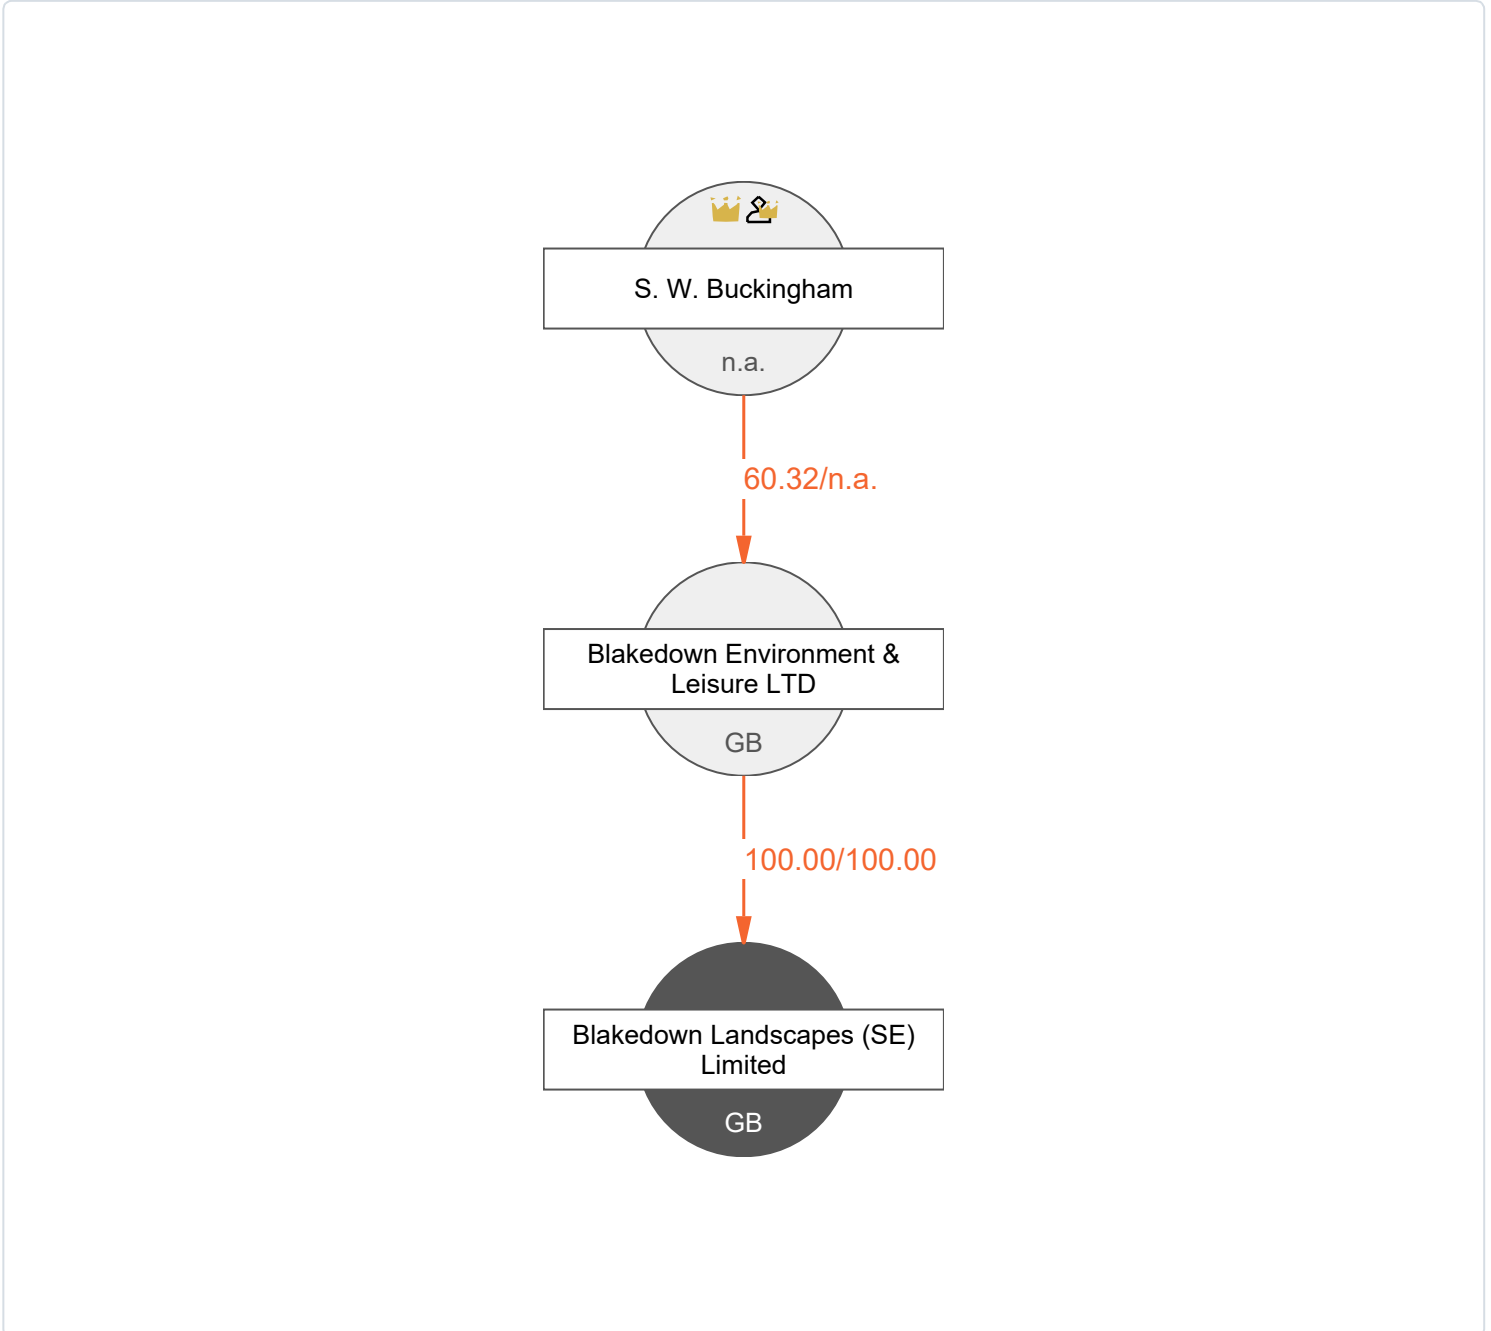 S. W. Buckingham
n.a.
60.32/n.a.
Blakedown Environment &
Leisure LTD
GB
100.00/100.00
Blakedown Landscapes (SE)
Limited
GB